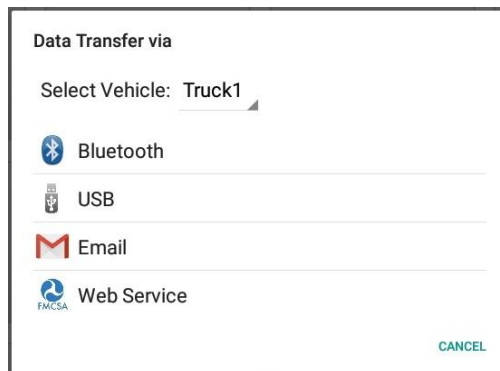 Data Transfer via
Select Vehicle: Truck1
Bluetooth
USB
Email
FMCSA Web Service
CANCEL